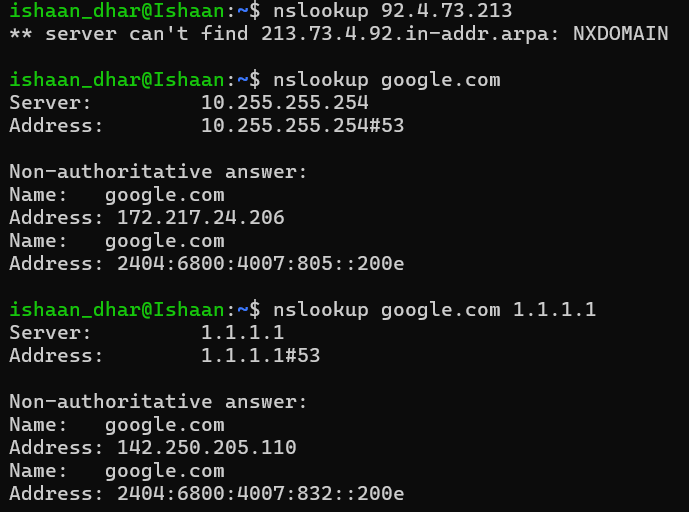 ishaan_dhar@Ishaan:~$ nslookup 92.4.73.213
** server can't find 213.73.4.92.in-addr.arpa: NXDOMAIN
ishaan_dhar@Ishaan:~$ nslookup google.com
Server: 10.255.255.254
Address: 10.255.255.254#53
Non-authoritative answer:
Name: google.com
Address: 172.217.24.206
Name: google.com
Address: 2404:6800:4007:805::200e
ishaan_dhar@Ishaan:~$ nslookup google.com 1.1.1.1
Server: 1.1.1.1
Address: 1.1.1.1#53
Non-authoritative answer:
Name: google.com
Address: 142.250.205.110
Name: google.com
Address: 2404:6800:4007:832::200e